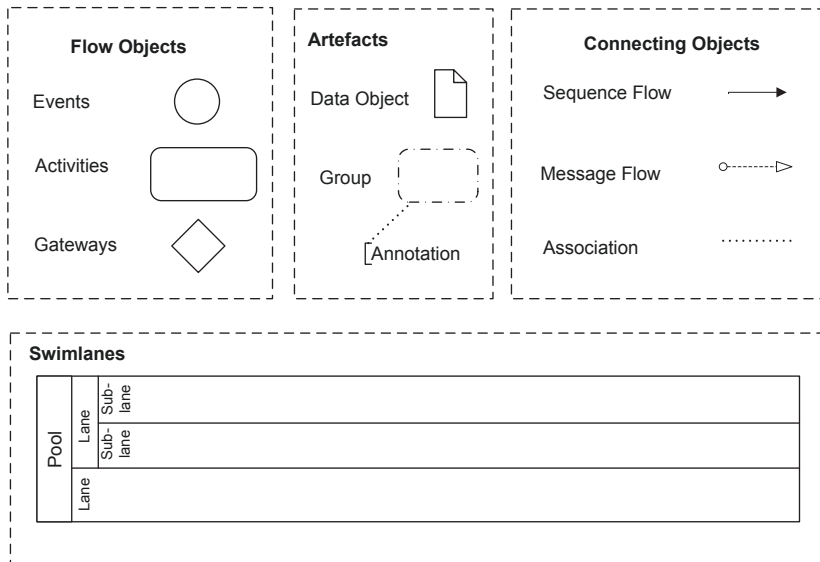 Flow Objects
Events
Activities
Gateways
Artefacts
Data Object
Group
Annotation
Connecting Objects
Sequence Flow
Message Flow
Association
Swimlanes
Pool
Lane
Sub-
lane
Sub-
lane
Lane